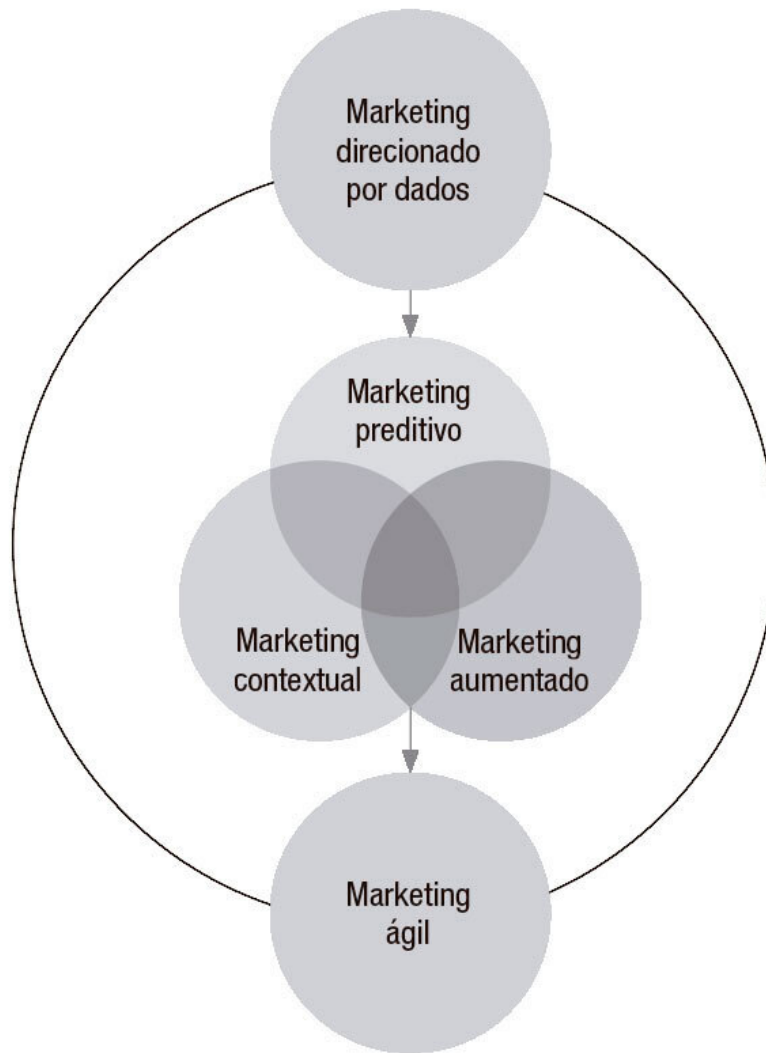 Marketing
direcionado
por dados
Marketing
preditivo
Marketing
contextual
Marketing
aumentado
Marketing
ágil